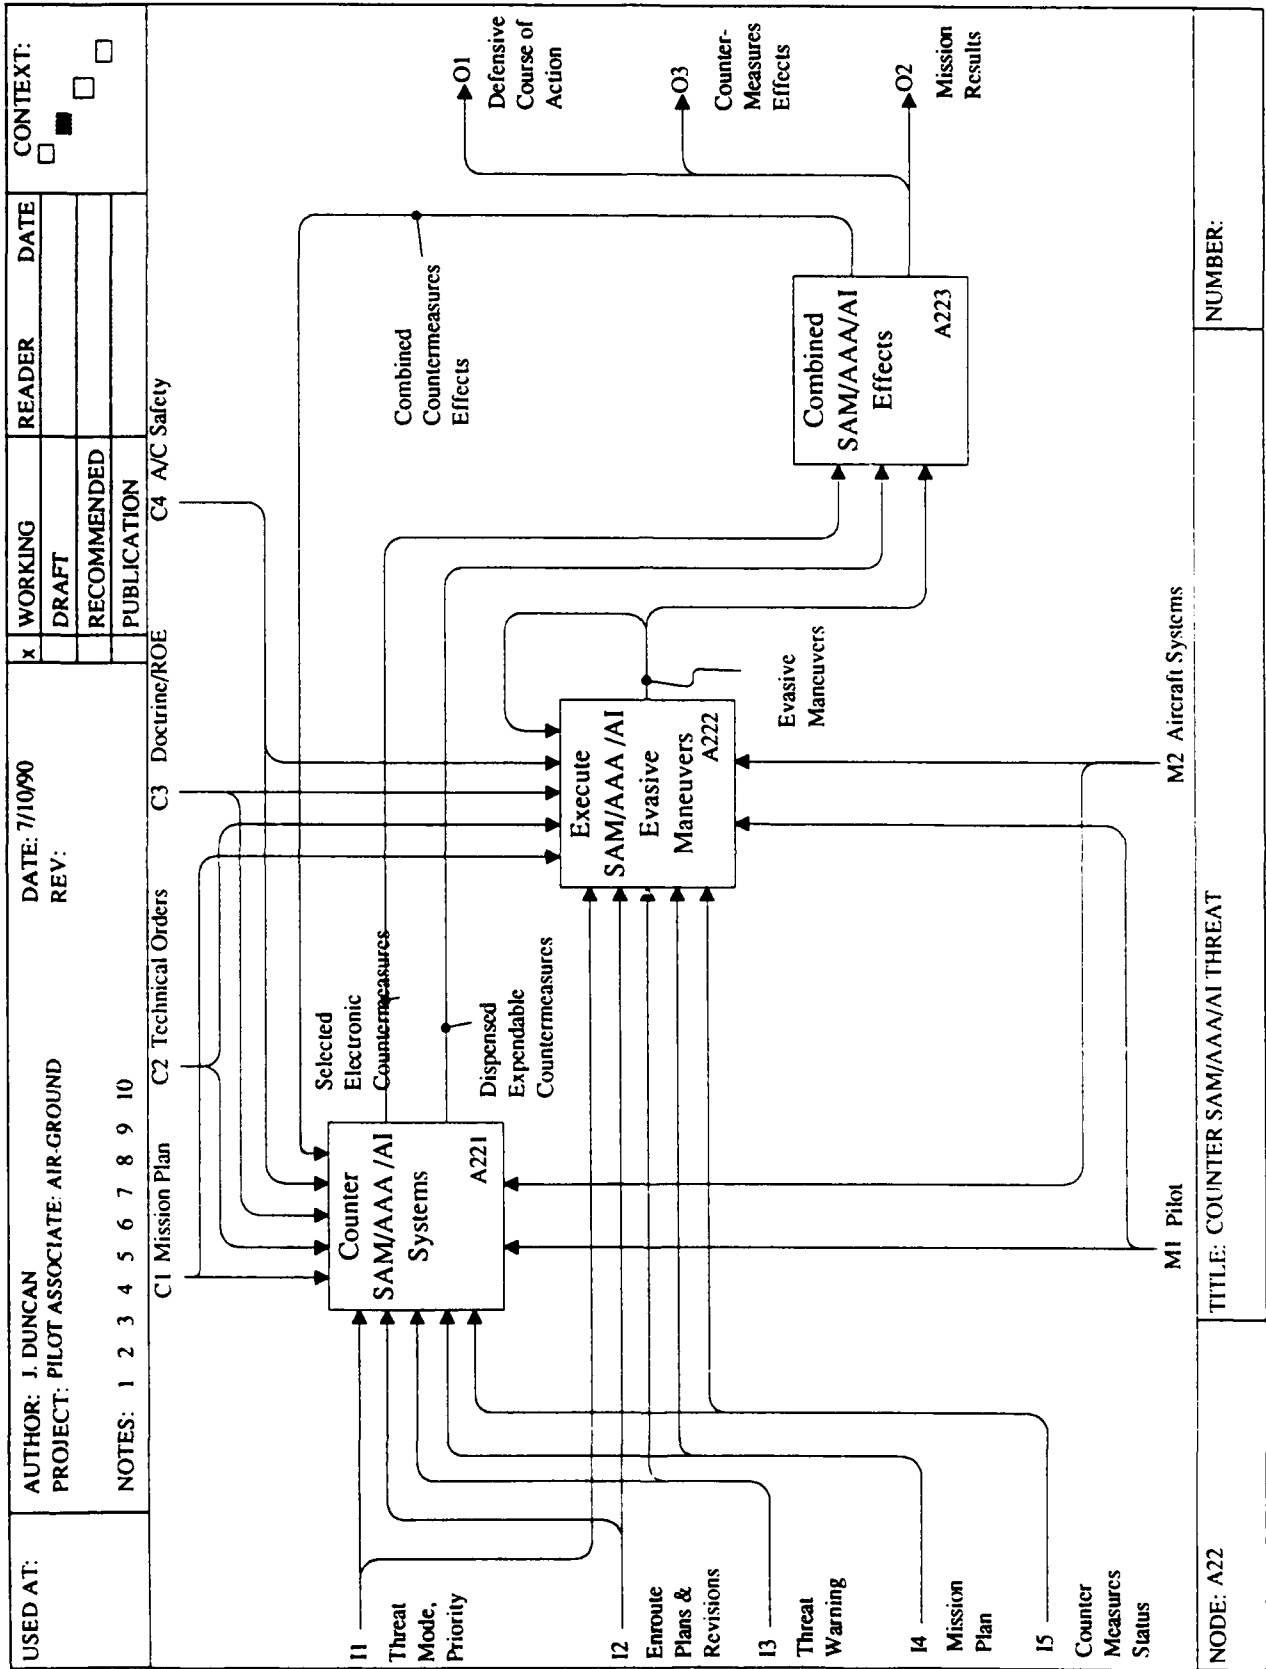 USED AT:
AUTHOR: J. DUNCAN
PROJECT: PILOT ASSOCIATE: AIR-GROUND
NOTES: 1 2 3 4 5 6 7 8 9 10
DATE: 7/10/90
REV:
x WORKING
DRAFT
RECOMMENDED
PUBLICATION
READER DATE
CONTEXT:
C1 Mission Plan
C2 Technical Orders
C3 Doctrine/ROE
C4 A/C Safety
I1
Threat
Mode,
Priority
I2
Enroute
Plans &
Revisions
I3
Threat
Warning
I4
Mission
Plan
I5
Counter
Measures
Status
Counter
SAM/AAA /AI
Systems
A221
Selected
Electronic
Countermeasures
Dispensed
Expendable
Countermeasures
Execute
SAM/AAA /AI
Evasive
Maneuvers
A222
Evasive
Maneuvers
Combined
Countermeasures
Effects
Combined
SAM/AAA/AI
Effects
A223
O1
Defensive
Course of
Action
O3
Counter-
Measures
Effects
O2
Mission
Results
M1 Pilot
M2 Aircraft Systems
NODE: A22
TITLE: COUNTER SAM/AAA/AI THREAT
NUMBER: